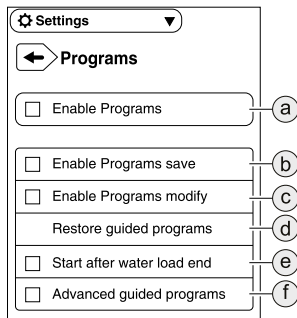 Settings
Programs
Enable Programs
a
Enable Programs save
b
Enable Programs modify
c
Restore guided programs
d
Start after water load end
e
Advanced guided programs
f